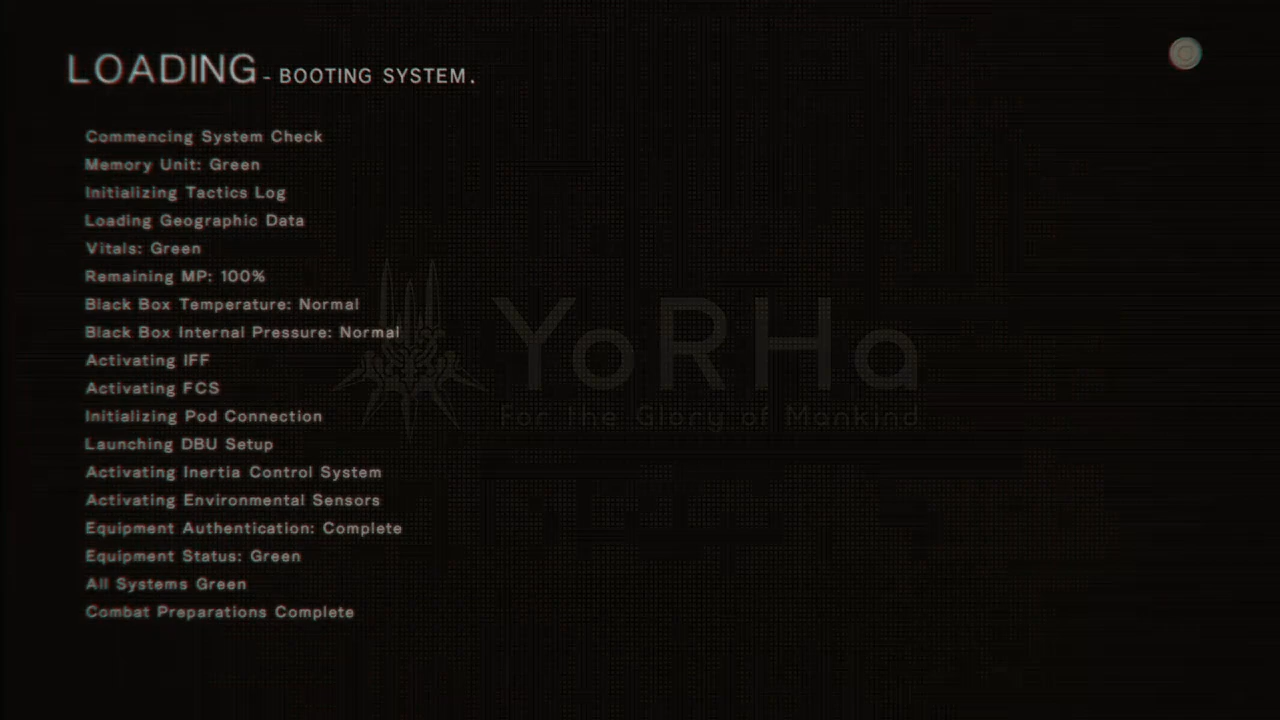 LOADING - BOOTING SYSTEM.
Commencing System Check
Memory Unit: Green
Initializing Tactics Log
Loading Geographic Data
Vitals: Green
Remaining MP: 100%
Black Box Temperature: Normal
Black Box Internal Pressure: Normal
Activating IFF
Activating FCS
Initializing Pod Connection
Launching DBU Setup
Activating Inertia Control System
Activating Environmental Sensors
Equipment Authentication: Complete
Equipment Status: Green
All Systems Green
Combat Preparations Complete
YoRHa
For the Glory of Mankind